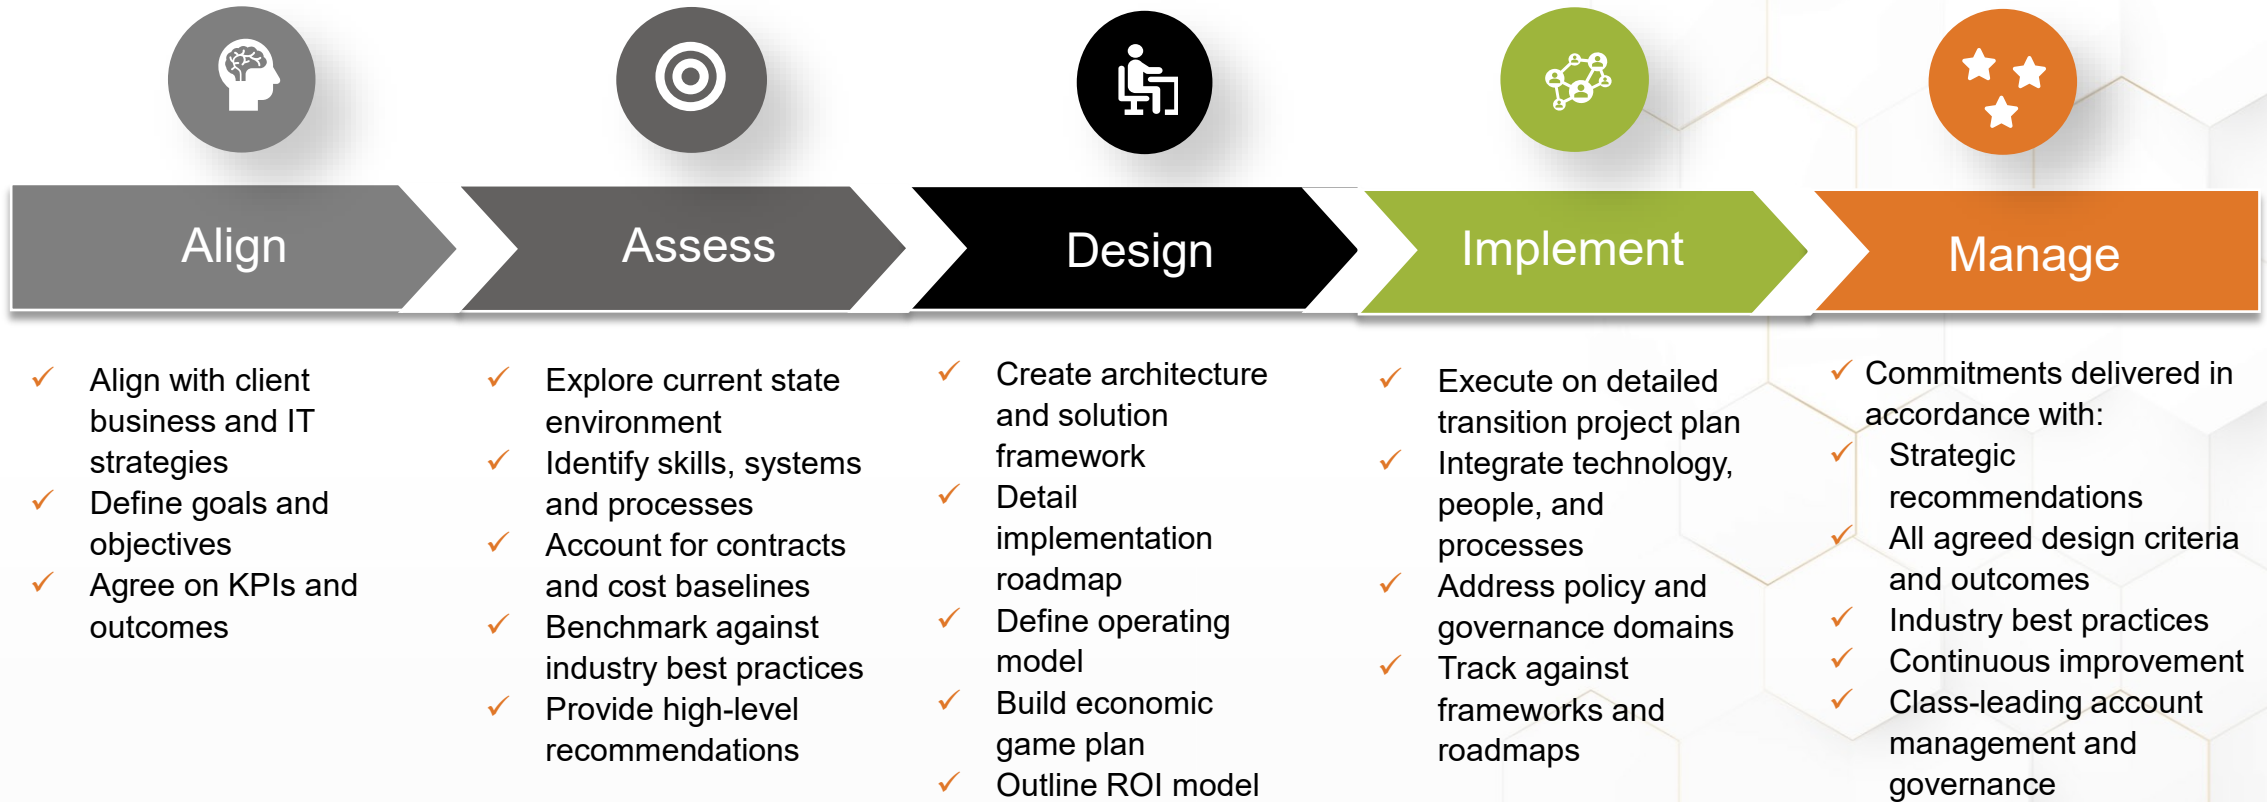 Align
Assess
Design
Implement
Manage
Align with client
business and IT
strategies
Define goals and
objectives
Agree on KPIs and
outcomes
Explore current state
environment
Identify skills, systems
and processes
Account for contracts
and cost baselines
Benchmark against
industry best practices
Provide high-level
recommendations
Create architecture
and solution
framework
Detail
implementation
roadmap
Define operating
model
Build economic
game plan
Outline ROI model
Execute on detailed
transition project plan
Integrate technology,
people, and
processes
Address policy and
governance domains
Track against
frameworks and
roadmaps
Commitments delivered in
accordance with:
Strategic
recommendations
All agreed design criteria
and outcomes
Industry best practices
Continuous improvement
Class-leading account
management and
governance